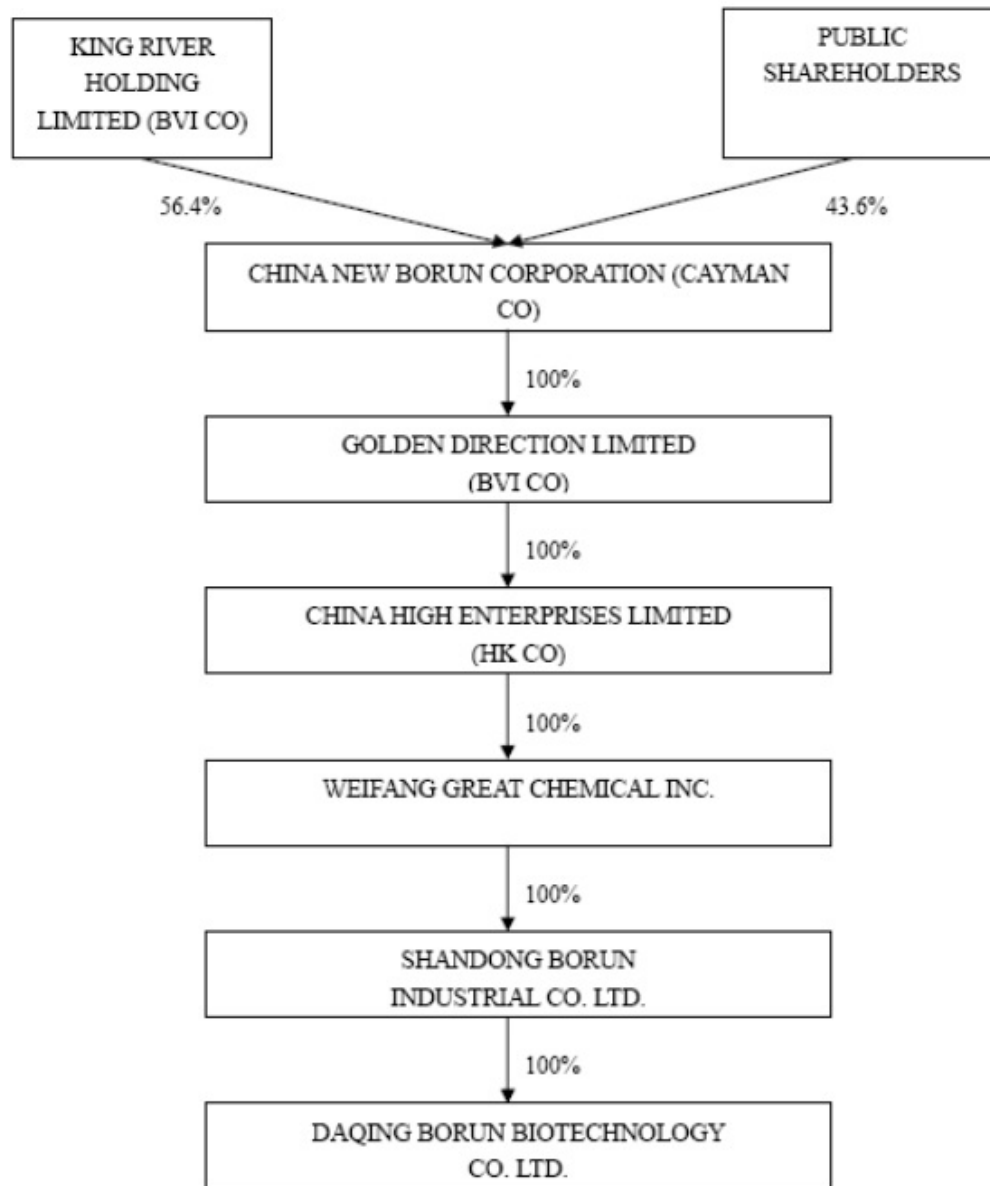 KING RIVER
HOLDING
LIMITED (BVI CO)
PUBLIC
SHAREHOLDERS
56.4%
43.6%
CHINA NEW BORUN CORPORATION (CAYMAN
CO)
100%
GOLDEN DIRECTION LIMITED
(BVI CO)
100%
CHINA HIGH ENTERPRISES LIMITED
(HK CO)
100%
WEIFANG GREAT CHEMICAL INC.
100%
SHANDONG BORUN
INDUSTRIAL CO. LTD.
100%
DAQING BORUN BIOTECHNOLOGY
CO. LTD.